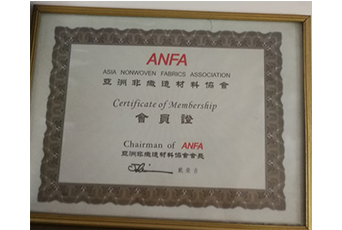 ANFA
ASIA NONWOVEN FABRICS ASSOCIATION
亞洲非織造材料協會
Certificate of Membership
會員證
Chairman of ANFA
亞洲非織造材料協會會長